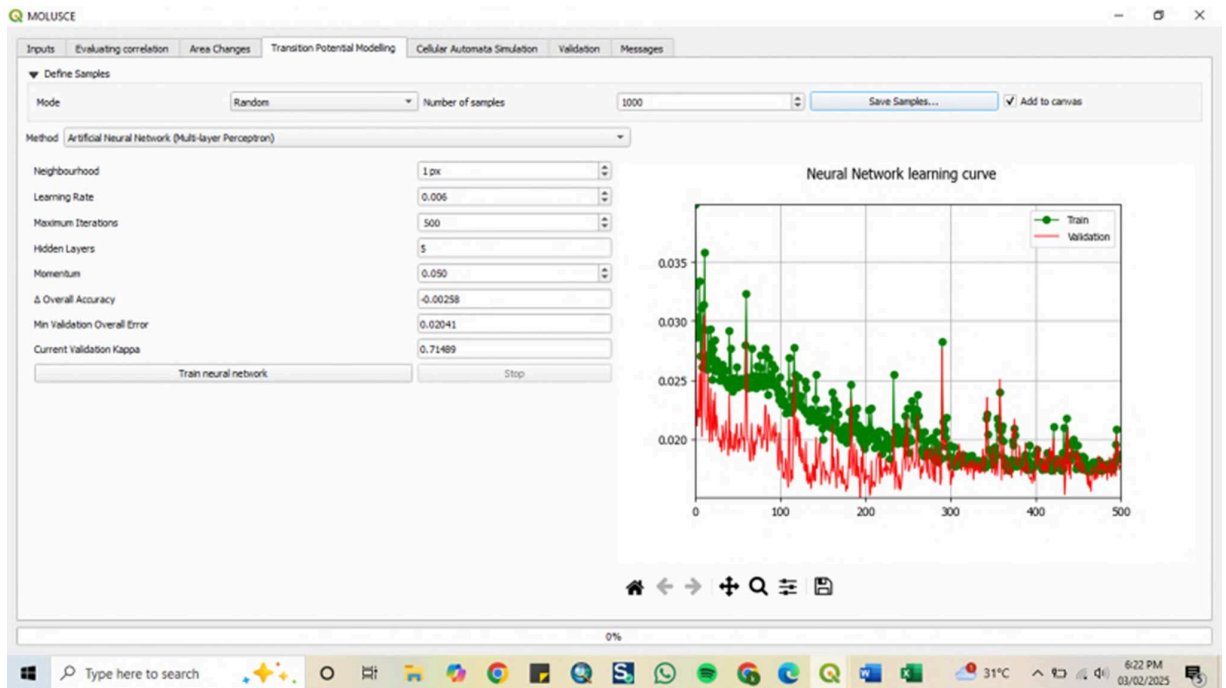 MOLUSCE
Inputs Evaluating correlation Area Changes Transition Potential Modelling Cellular Automata Simulation Validation Messages
Define Samples
Mode Random Number of samples 1000 Save Samples... Add to canvas
Method Artificial Neural Network (Multi-layer Perceptron)
Neighbourhood 1 px
Learning Rate 0.006
Maximum Iterations 500
Hidden Layers 5
Momentum 0.050
Δ Overall Accuracy -0.00258
Min Validation Overall Error 0.02041
Current Validation Kappa 0.71489
Train neural network Stop
Neural Network learning curve
Train
Validation
0.035
0.030
0.025
0.020
0 100 200 300 400 500
0%
Type here to search
31°C
6:22 PM
03/02/2025